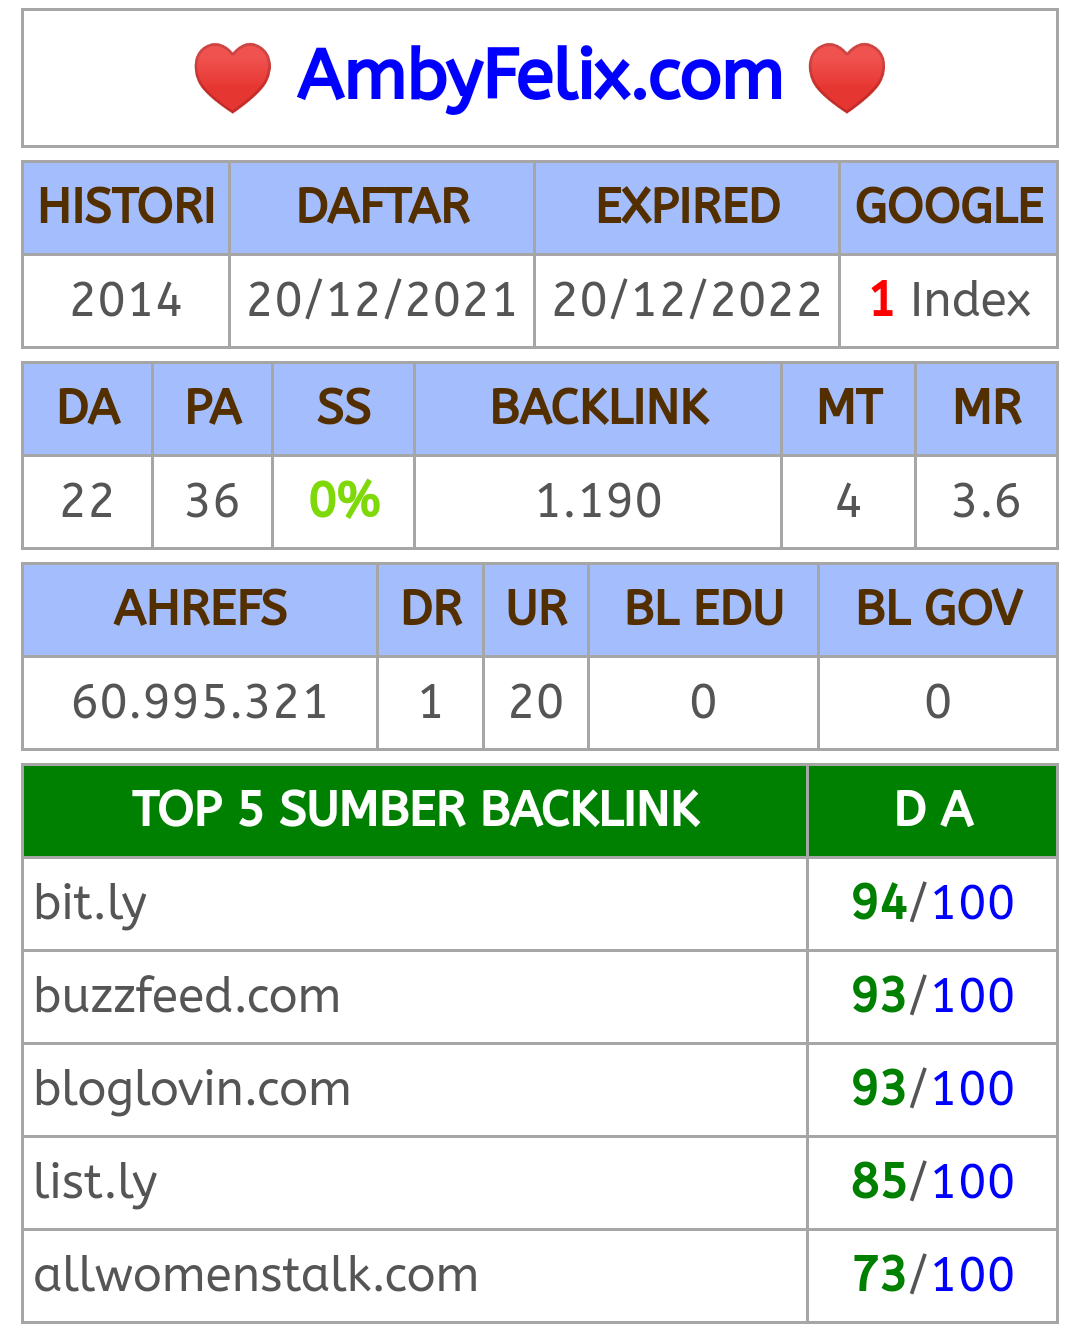 ❤️ AmbyFelix.com ❤️
HISTORI DAFTAR EXPIRED GOOGLE
2014 20/12/2021 20/12/2022 1 Index
DA PA SS BACKLINK MT MR
22 36 0% 1.190 4 3.6
AHREFS DR UR BL EDU BL GOV
60.995.321 1 20 0 0
TOP 5 SUMBER BACKLINK D A
bit.ly 94/100
buzzfeed.com 93/100
bloglovin.com 93/100
list.ly 85/100
allwomenstalk.com 73/100